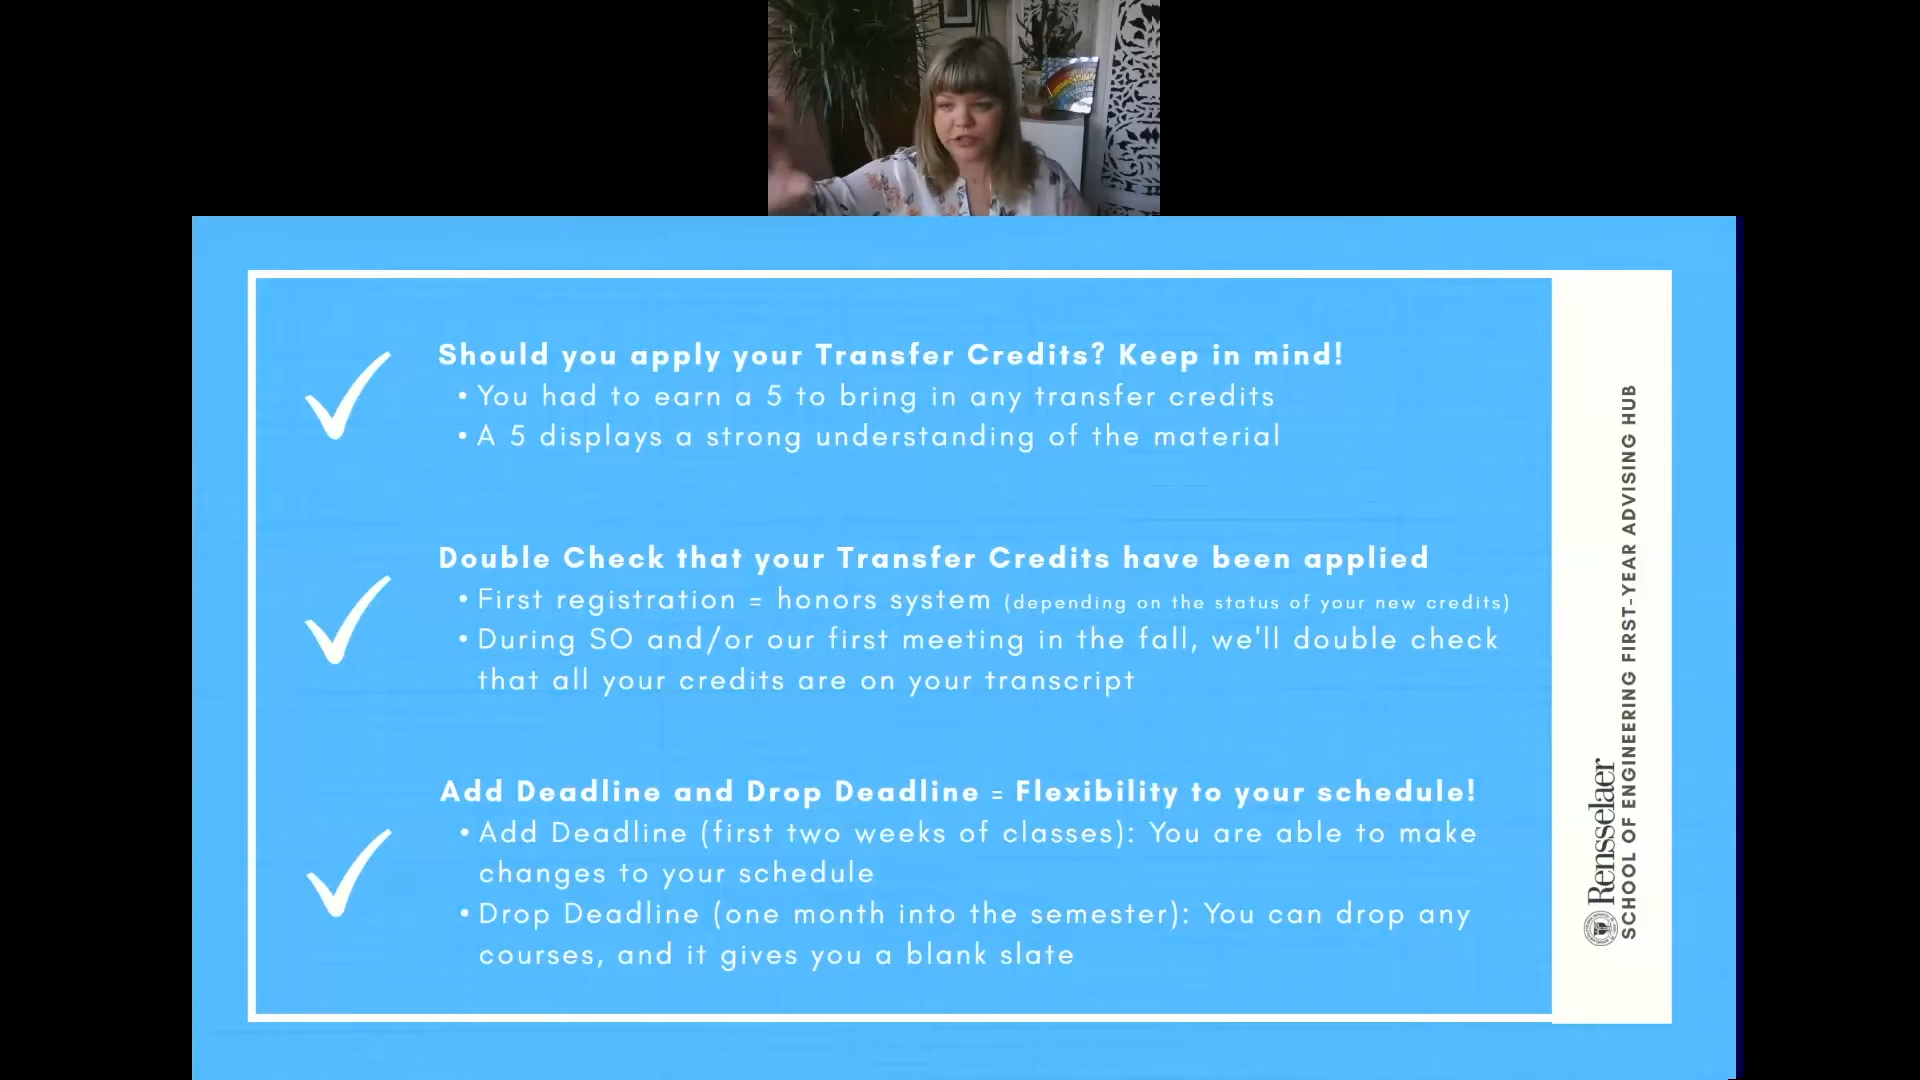 Should you apply your Transfer Credits? Keep in mind!
• You had to earn a 5 to bring in any transfer credits
• A 5 displays a strong understanding of the material
Double Check that your Transfer Credits have been applied
• First registration = honors system (depending on the status of your new credits)
• During SO and/or our first meeting in the fall, we'll double check
that all your credits are on your transcript
Add Deadline and Drop Deadline = Flexibility to your schedule!
• Add Deadline (first two weeks of classes): You are able to make
changes to your schedule
• Drop Deadline (one month into the semester): You can drop any
courses, and it gives you a blank slate
Rensselaer
SCHOOL OF ENGINEERING FIRST-YEAR ADVISING HUB